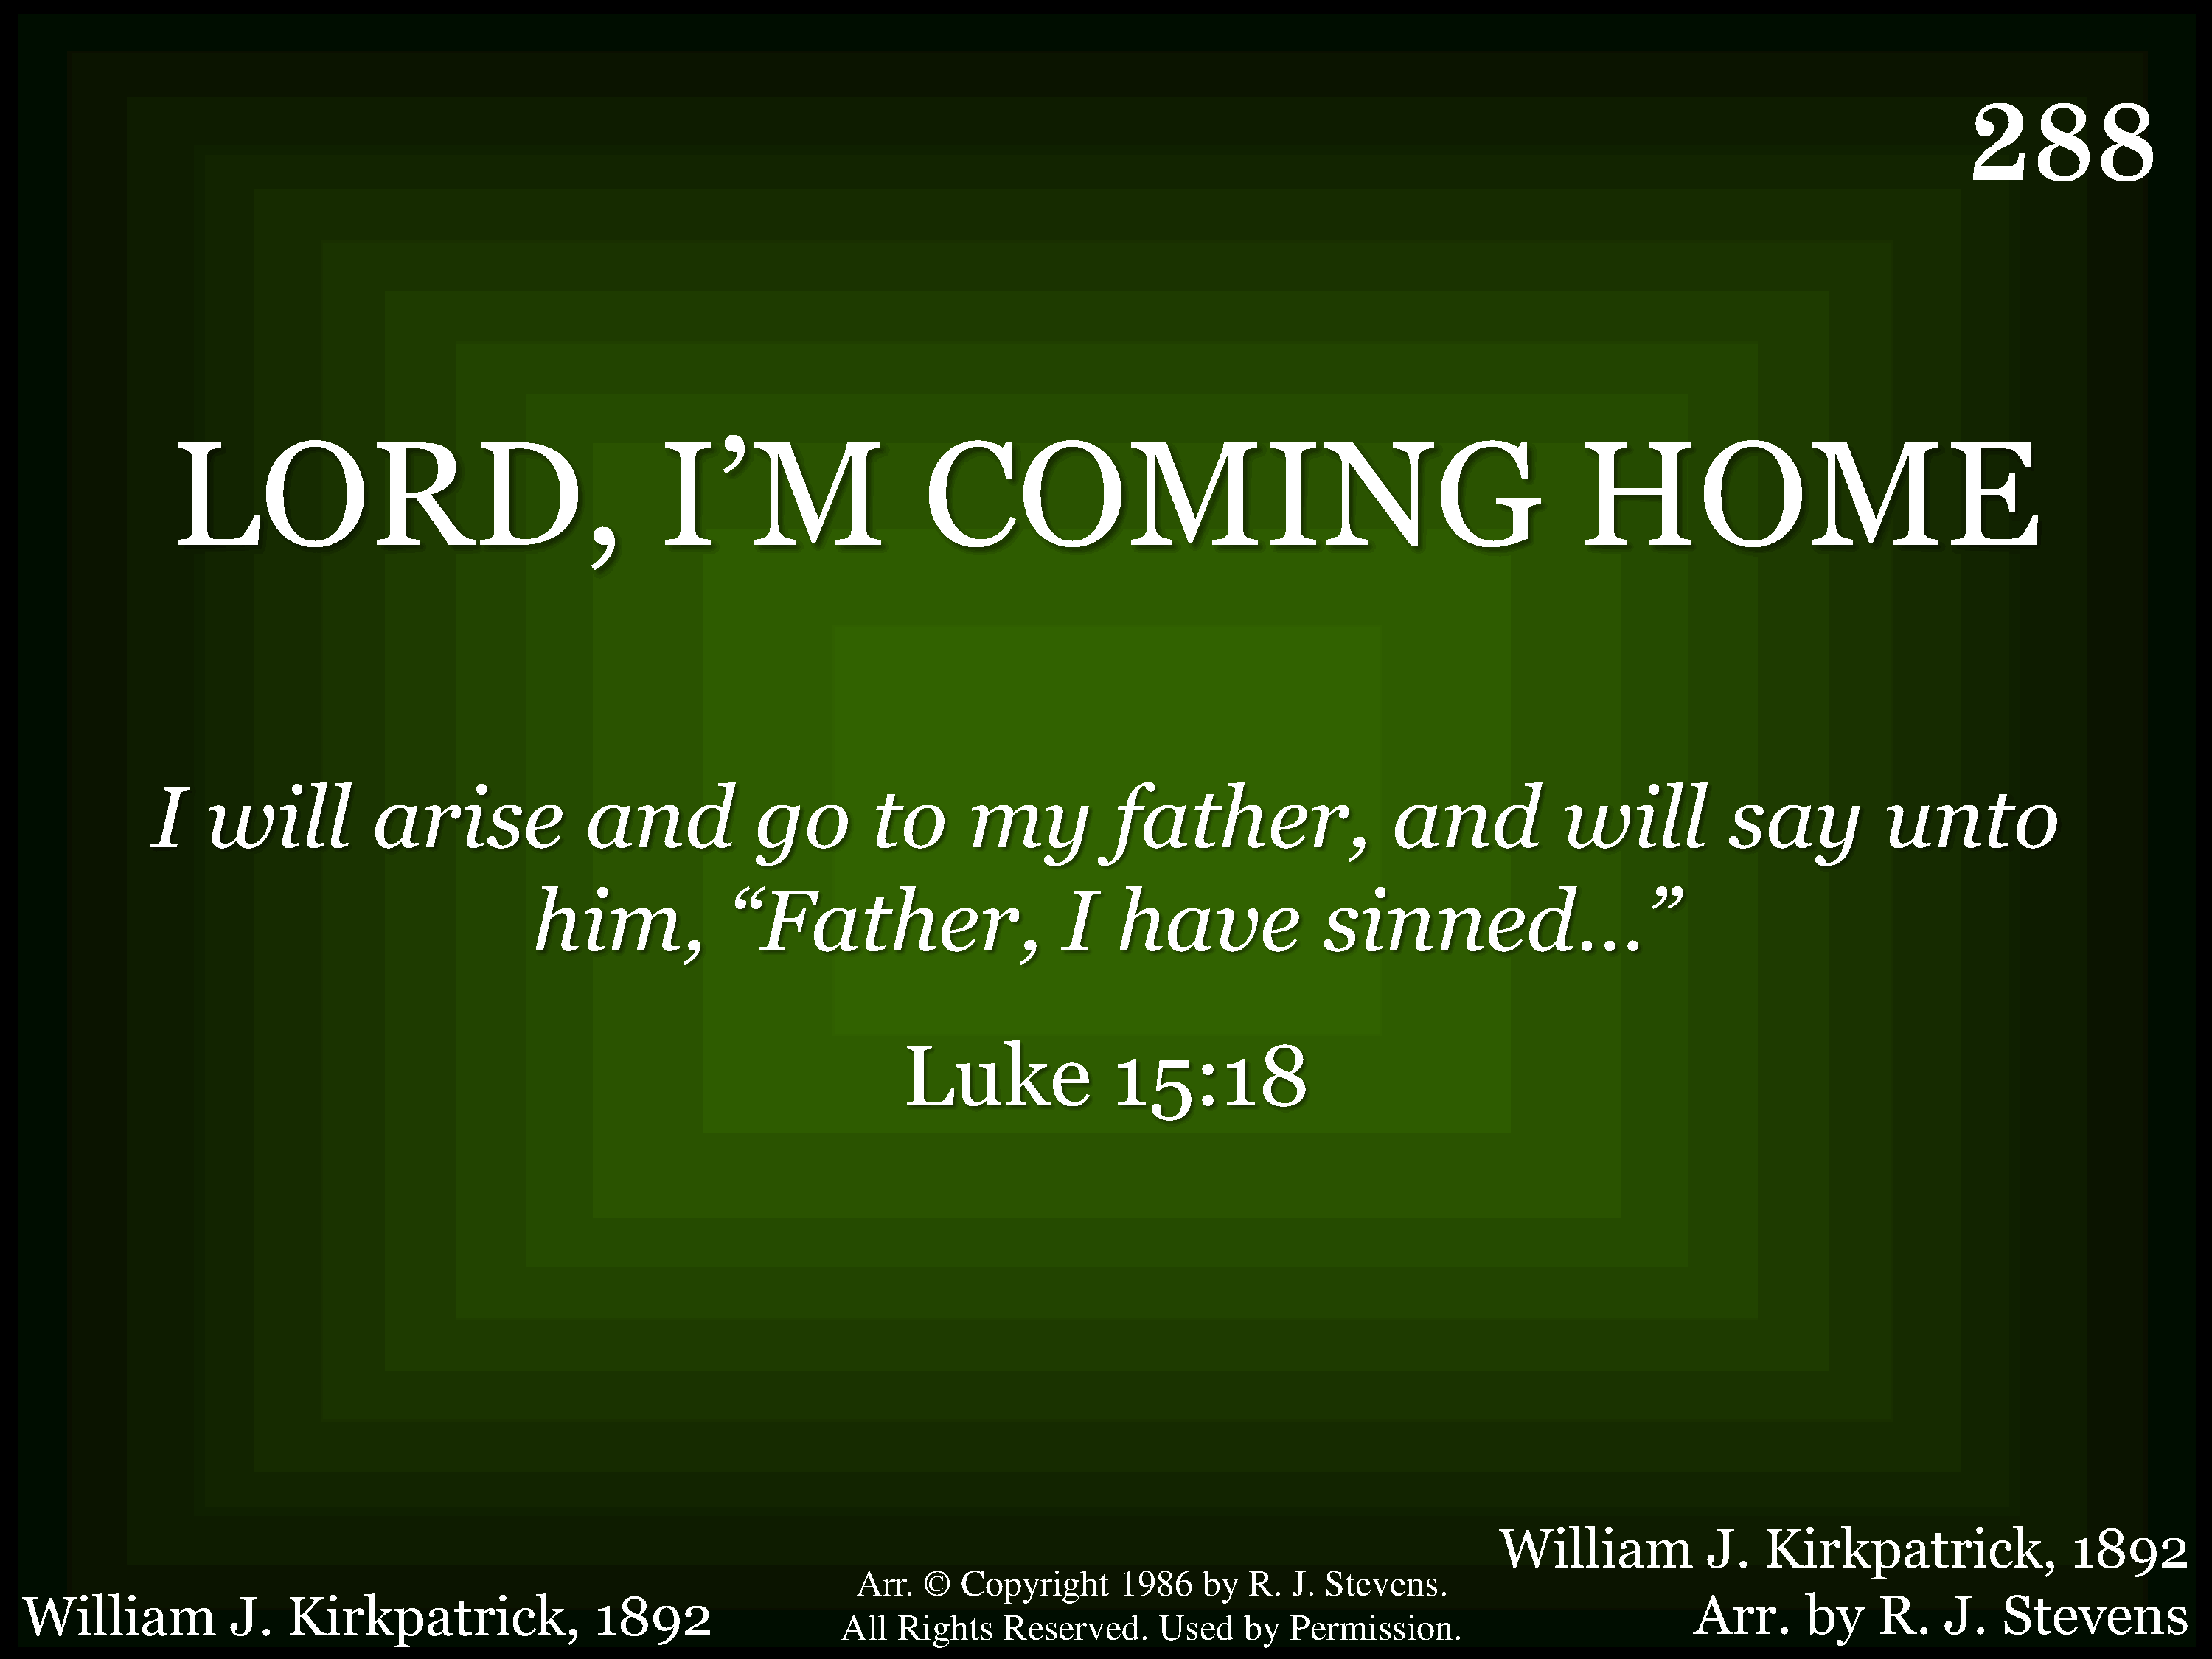 288
LORD, I’M COMING HOME
I will arise and go to my father, and will say unto
him, “Father, I have sinned…”
Luke 15:18
William J. Kirkpatrick, 1892
Arr. © Copyright 1986 by R. J. Stevens.
All Rights Reserved. Used by Permission.
William J. Kirkpatrick, 1892
Arr. by R. J. Stevens